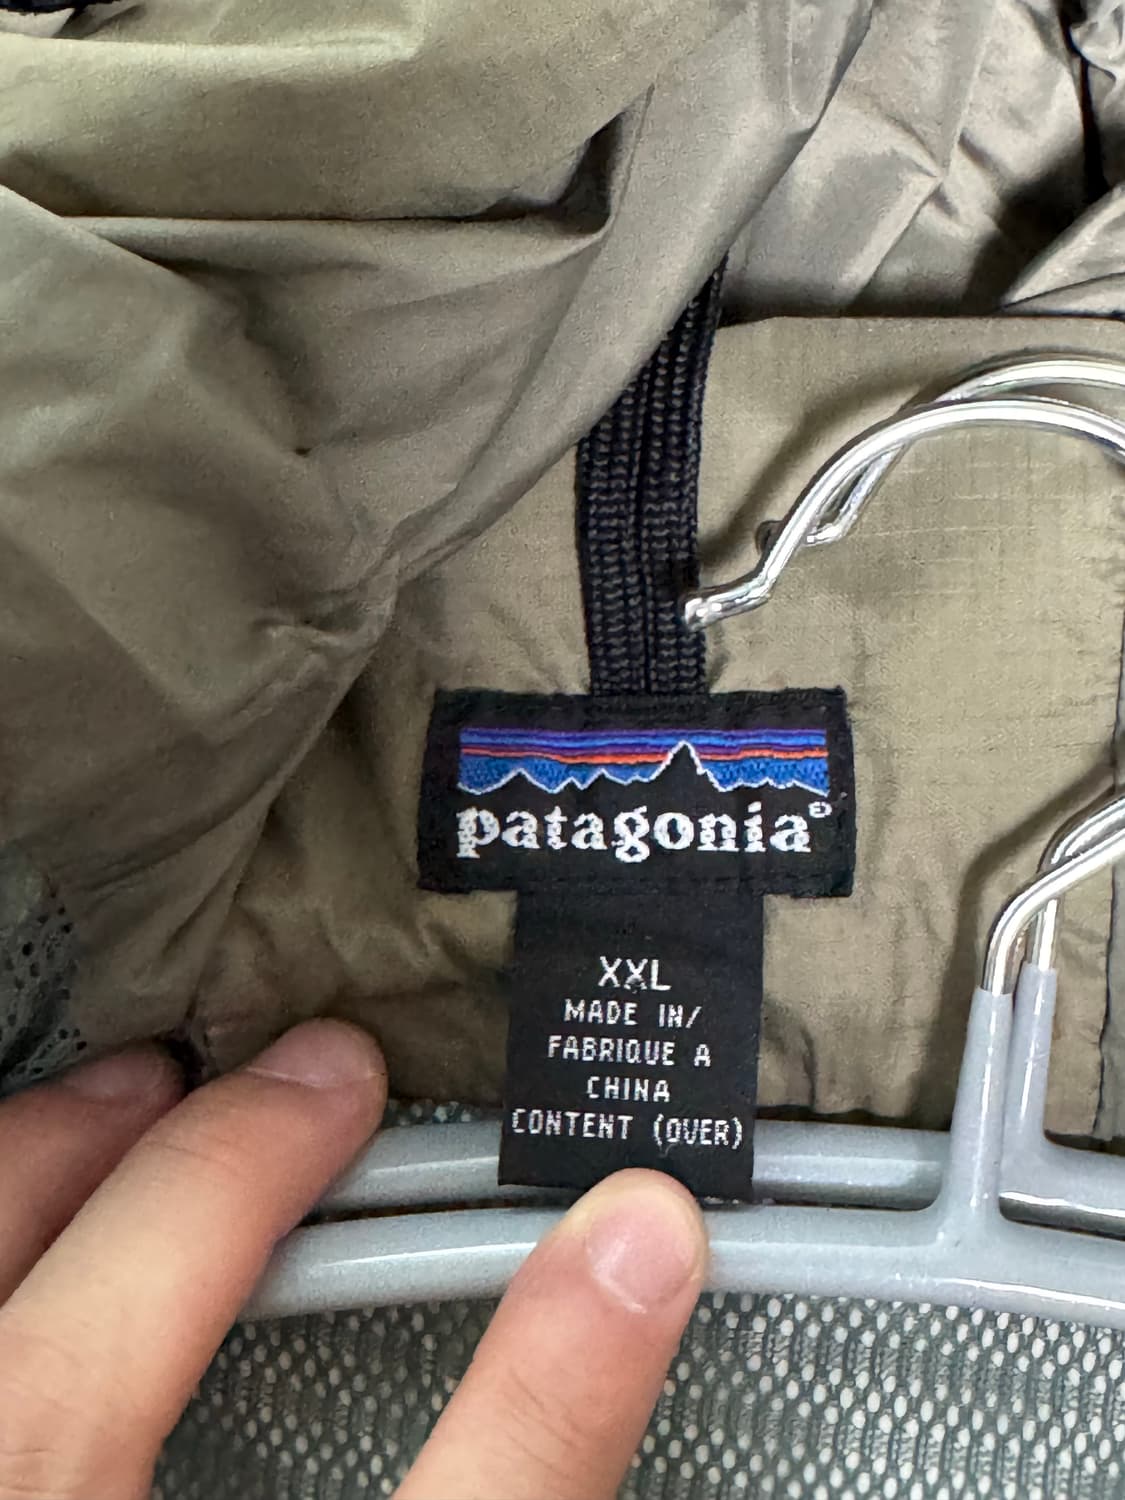 patagonia®
XXL
MADE IN/
FABRIQUE A
CHINA
CONTENT (OVER)